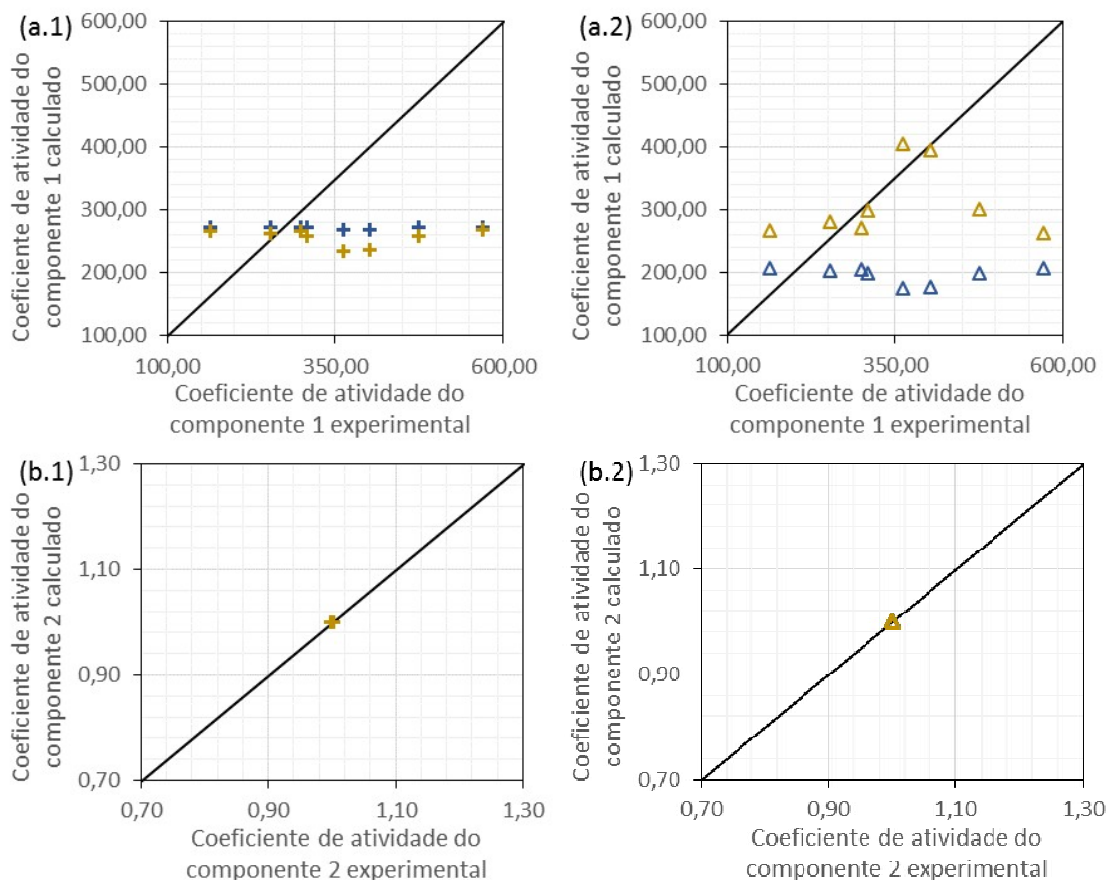 (a.1)
Coeficiente de atividade do
componente 1 calculado
600,00
500,00
400,00
300,00
200,00
100,00
100,00 350,00 600,00
Coeficiente de atividade do
componente 1 experimental
(a.2)
Coeficiente de atividade do
componente 1 calculado
600,00
500,00
400,00
300,00
200,00
100,00
100,00 350,00 600,00
Coeficiente de atividade do
componente 1 experimental
(b.1)
Coeficiente de atividade do
componente 2 calculado
1,30
1,10
0,90
0,70
0,70 0,90 1,10 1,30
Coeficiente de atividade do
componente 2 experimental
(b.2)
Coeficiente de atividade do
componente 2 calculado
1,30
1,10
0,90
0,70
0,70 0,90 1,10 1,30
Coeficiente de atividade do
componente 2 experimental